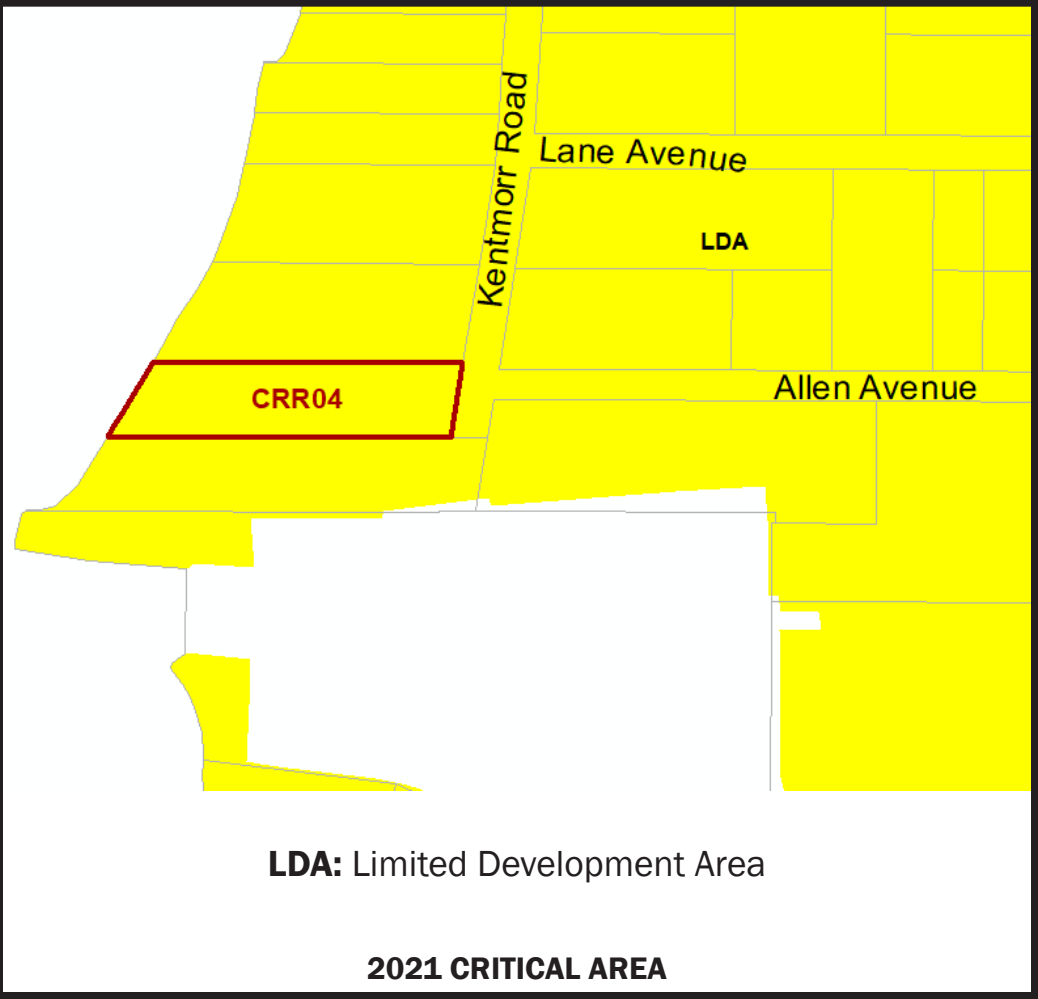 Kentmorr Road
Lane Avenue
LDA
Allen Avenue
CRR04
LDA: Limited Development Area
2021 CRITICAL AREA